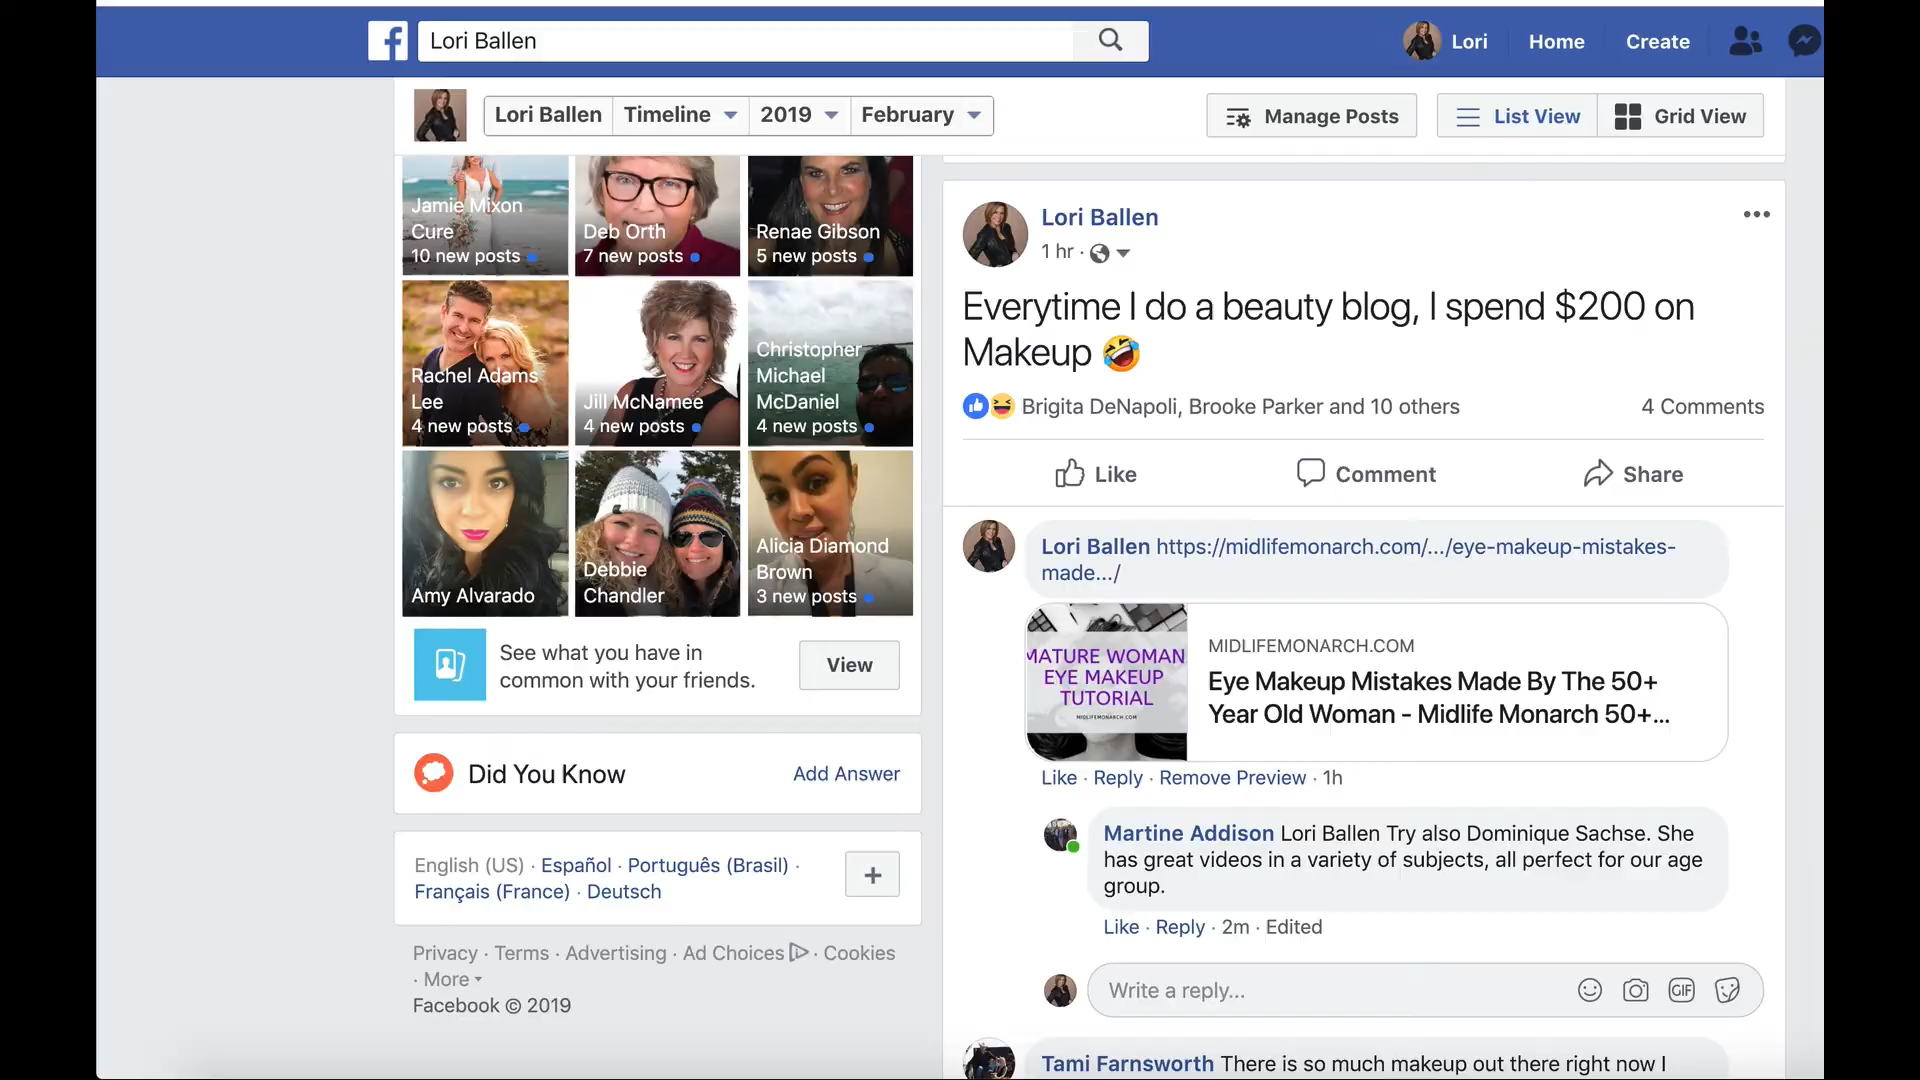 Lori Ballen
Lori
Home
Create
Lori Ballen
Timeline
2019
February
Manage Posts
List View
Grid View
Jamie Mixon
Cure
10 new posts
Deb Orth
7 new posts
Renae Gibson
5 new posts
Rachel Adams
Lee
4 new posts
Jill McNamee
4 new posts
Christopher
Michael
McDaniel
4 new posts
Amy Alvarado
Debbie
Chandler
Alicia Diamond
Brown
3 new posts
See what you have in
common with your friends.
View
Did You Know
Add Answer
English (US) · Español · Português (Brasil) ·
Français (France) · Deutsch
+
Privacy · Terms · Advertising · Ad Choices · Cookies
· More
Facebook © 2019
Lori Ballen
1 hr ·
Everytime I do a beauty blog, I spend $200 on
Makeup 🤣
Brigita DeNapoli, Brooke Parker and 10 others
4 Comments
Like
Comment
Share
Lori Ballen https://midlifemonarch.com/.../eye-makeup-mistakes-
made.../
MATURE WOMAN
EYE MAKEUP
TUTORIAL
MIDLIFEMONARCH.COM
MIDLIFEMONARCH.COM
Eye Makeup Mistakes Made By The 50+
Year Old Woman - Midlife Monarch 50+...
Like · Reply · Remove Preview · 1h
Martine Addison Lori Ballen Try also Dominique Sachse. She
has great videos in a variety of subjects, all perfect for our age
group.
Like · Reply · 2m · Edited
Write a reply...
GIF
Tami Farnsworth There is so much makeup out there right now I